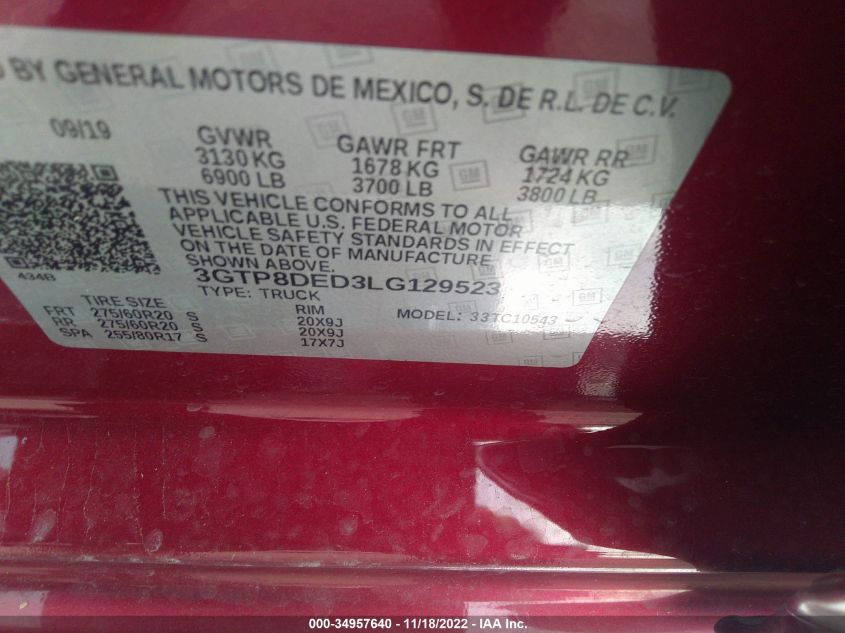 BY GENERAL MOTORS DE MEXICO, S. DE R.L. DE C.V.
09/19 GVWR GAWR FRT GAWR RR
3130 KG 1678 KG 1724 KG
6900 LB 3700 LB 3800 LB
THIS VEHICLE CONFORMS TO ALL
APPLICABLE U.S. FEDERAL MOTOR
VEHICLE SAFETY STANDARDS IN EFFECT
ON THE DATE OF MANUFACTURE
SHOWN ABOVE.
434B 3GTP8DED3LG129523
TYPE: TRUCK
TIRE SIZE RIM MODEL: 33TC10543
FRT 275/60R20 S 20X9J
RR 275/60R20 S 20X9J
SPA 255/80R17 S 17X7J
GM
000-34957640 - 11/18/2022 - IAA Inc.